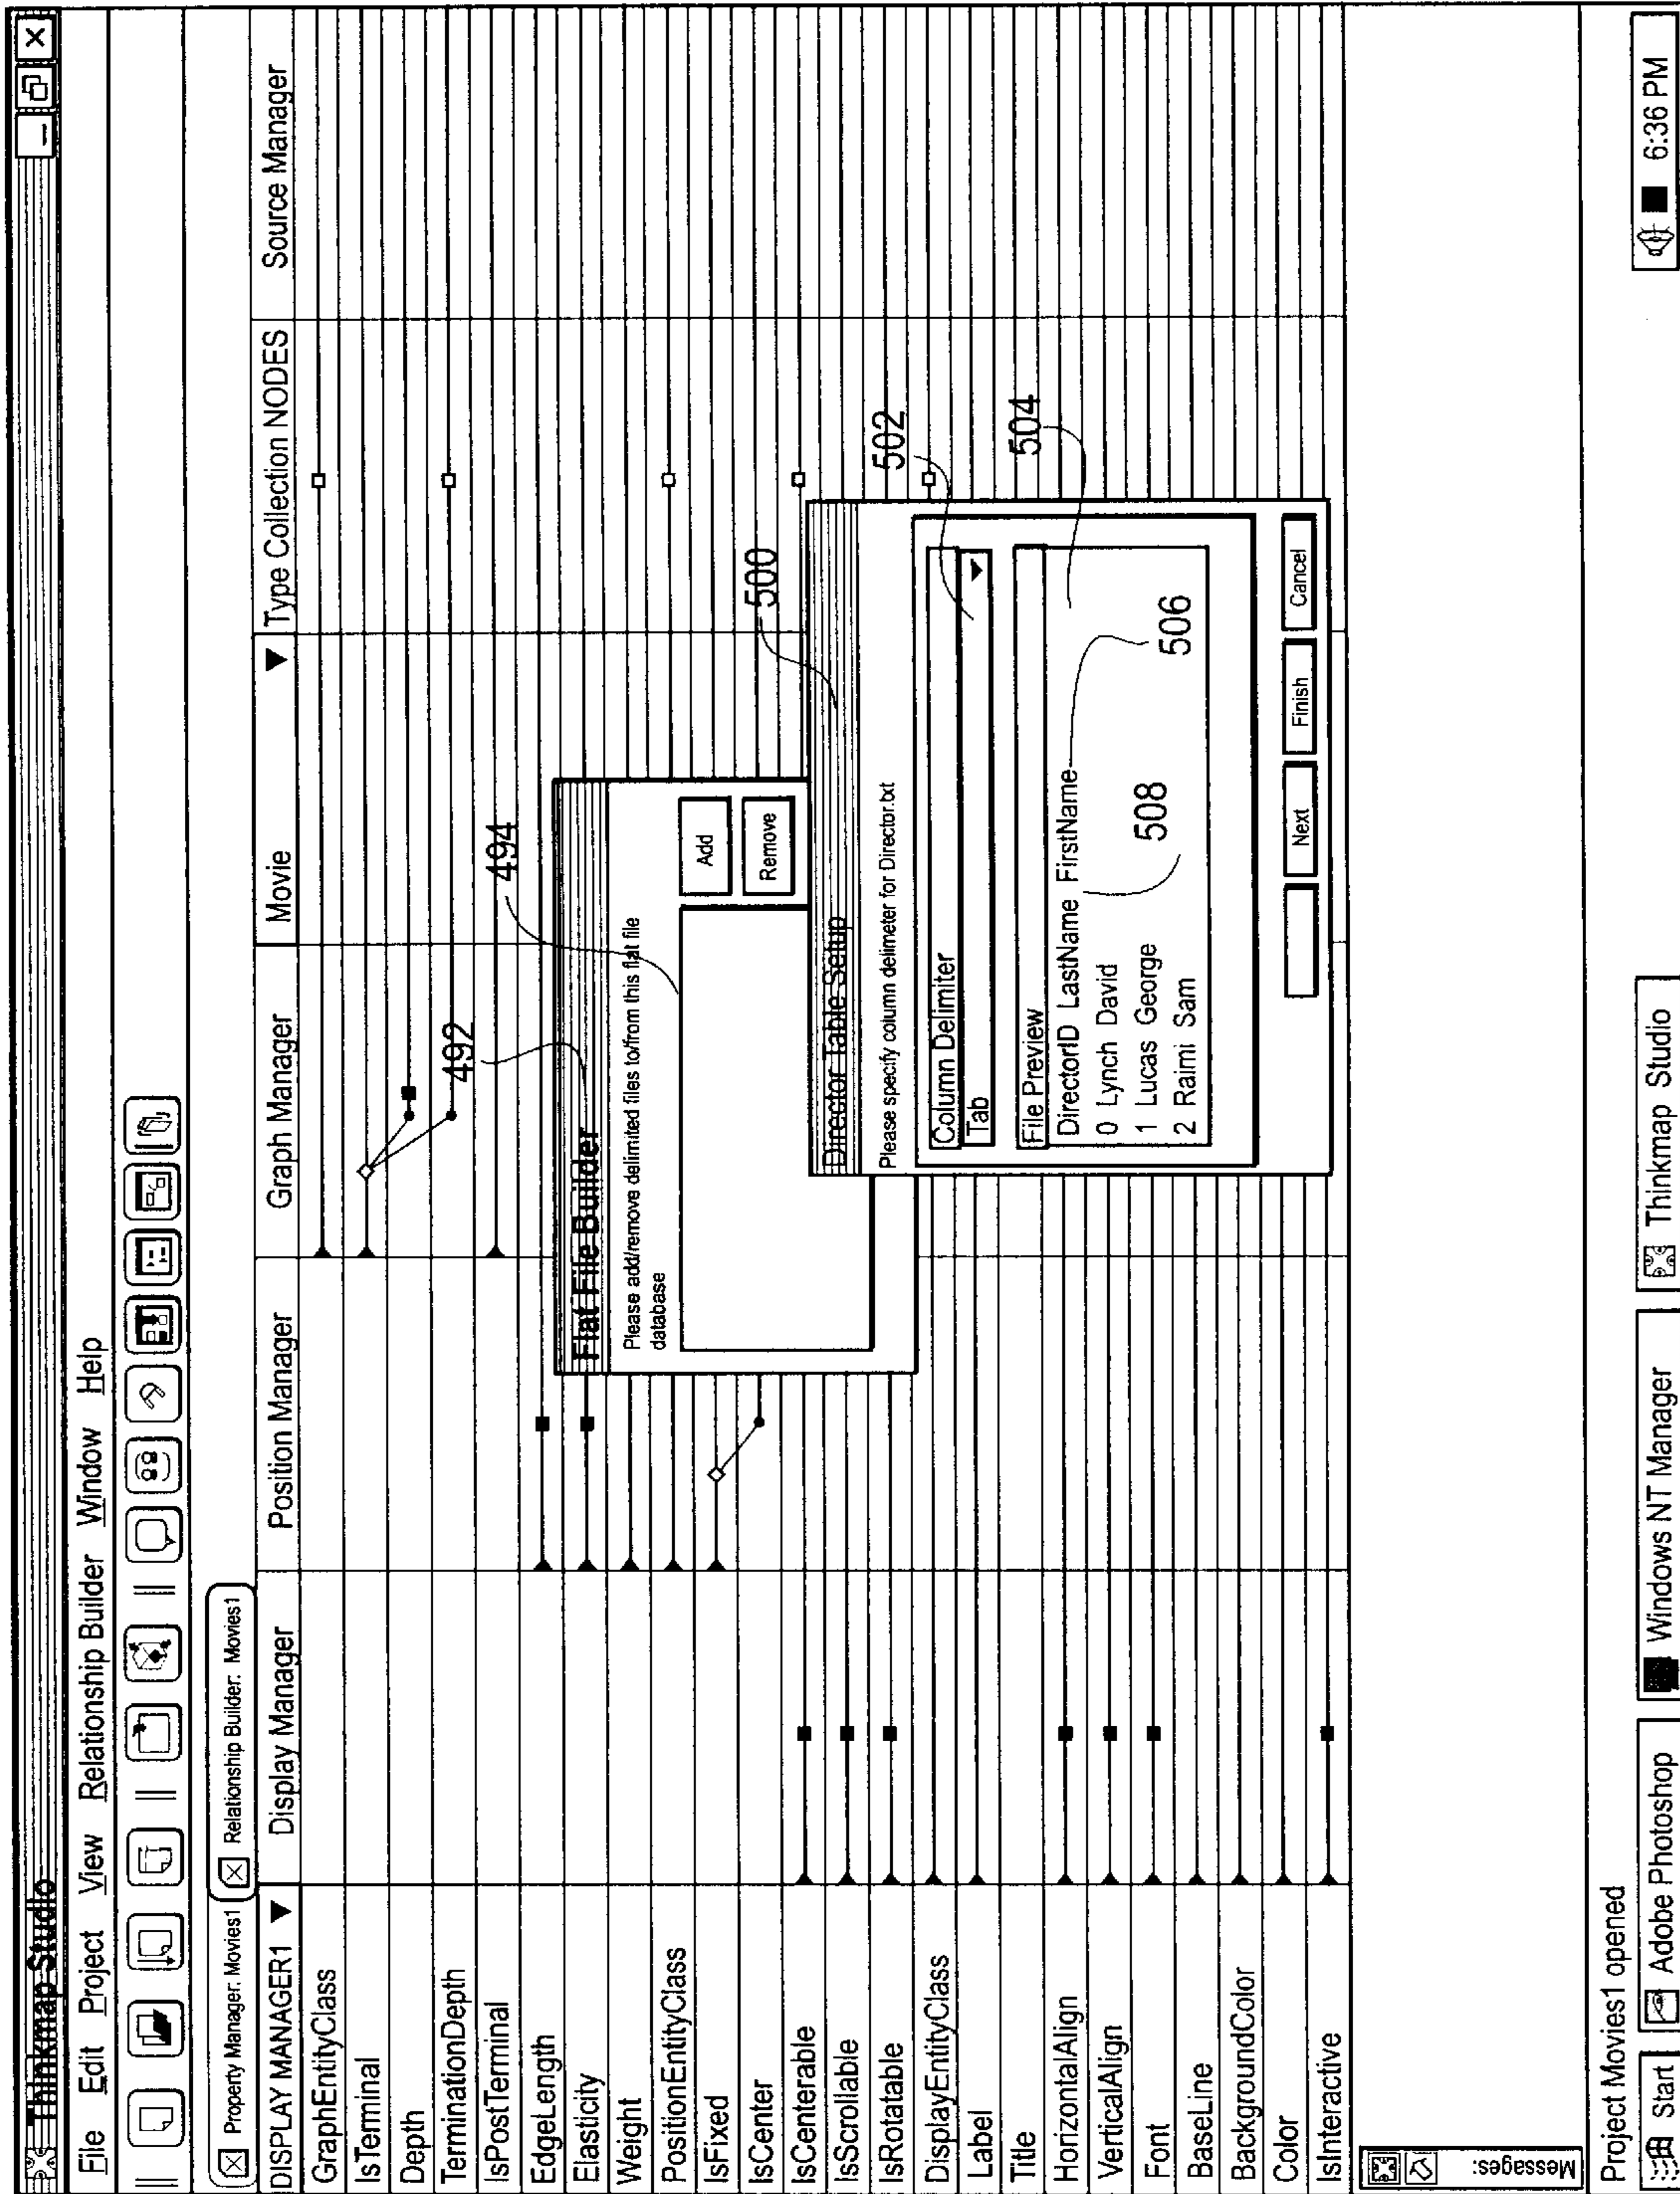 Thinkmap Studio
File Edit Project View Relationship Builder Window Help
Property Manager: Movies1 Relationship Builder: Movies1
DISPLAY MANAGER1 Display Manager Position Manager Graph Manager Movie Type Collection NODES Source Manager
GraphEntityClass
IsTerminal
Depth
TerminationDepth
IsPostTerminal
EdgeLength
Elasticity
Weight
PositionEntityClass
IsFixed
IsCenter
IsCenterable
IsScrollable
IsRotatable
DisplayEntityClass
Label
Title
HorizontalAlign
VerticalAlign
Font
BaseLine
BackgroundColor
Color
IsInteractive
492
494
Flat File Builder
Please add/remove delimited files to/from this flat file
database
Add
Remove
500
502
504
Director Table Setup
Please specify column delimeter for Director.txt
Column Delimiter
Tab
File Preview
DirectorID LastName FirstName
0 Lynch David
1 Lucas George
2 Raimi Sam
508
506
Next Finish Cancel
Messages:
Project Movies1 opened
Start Adobe Photoshop Windows NT Manager Thinkmap Studio 6:36 PM